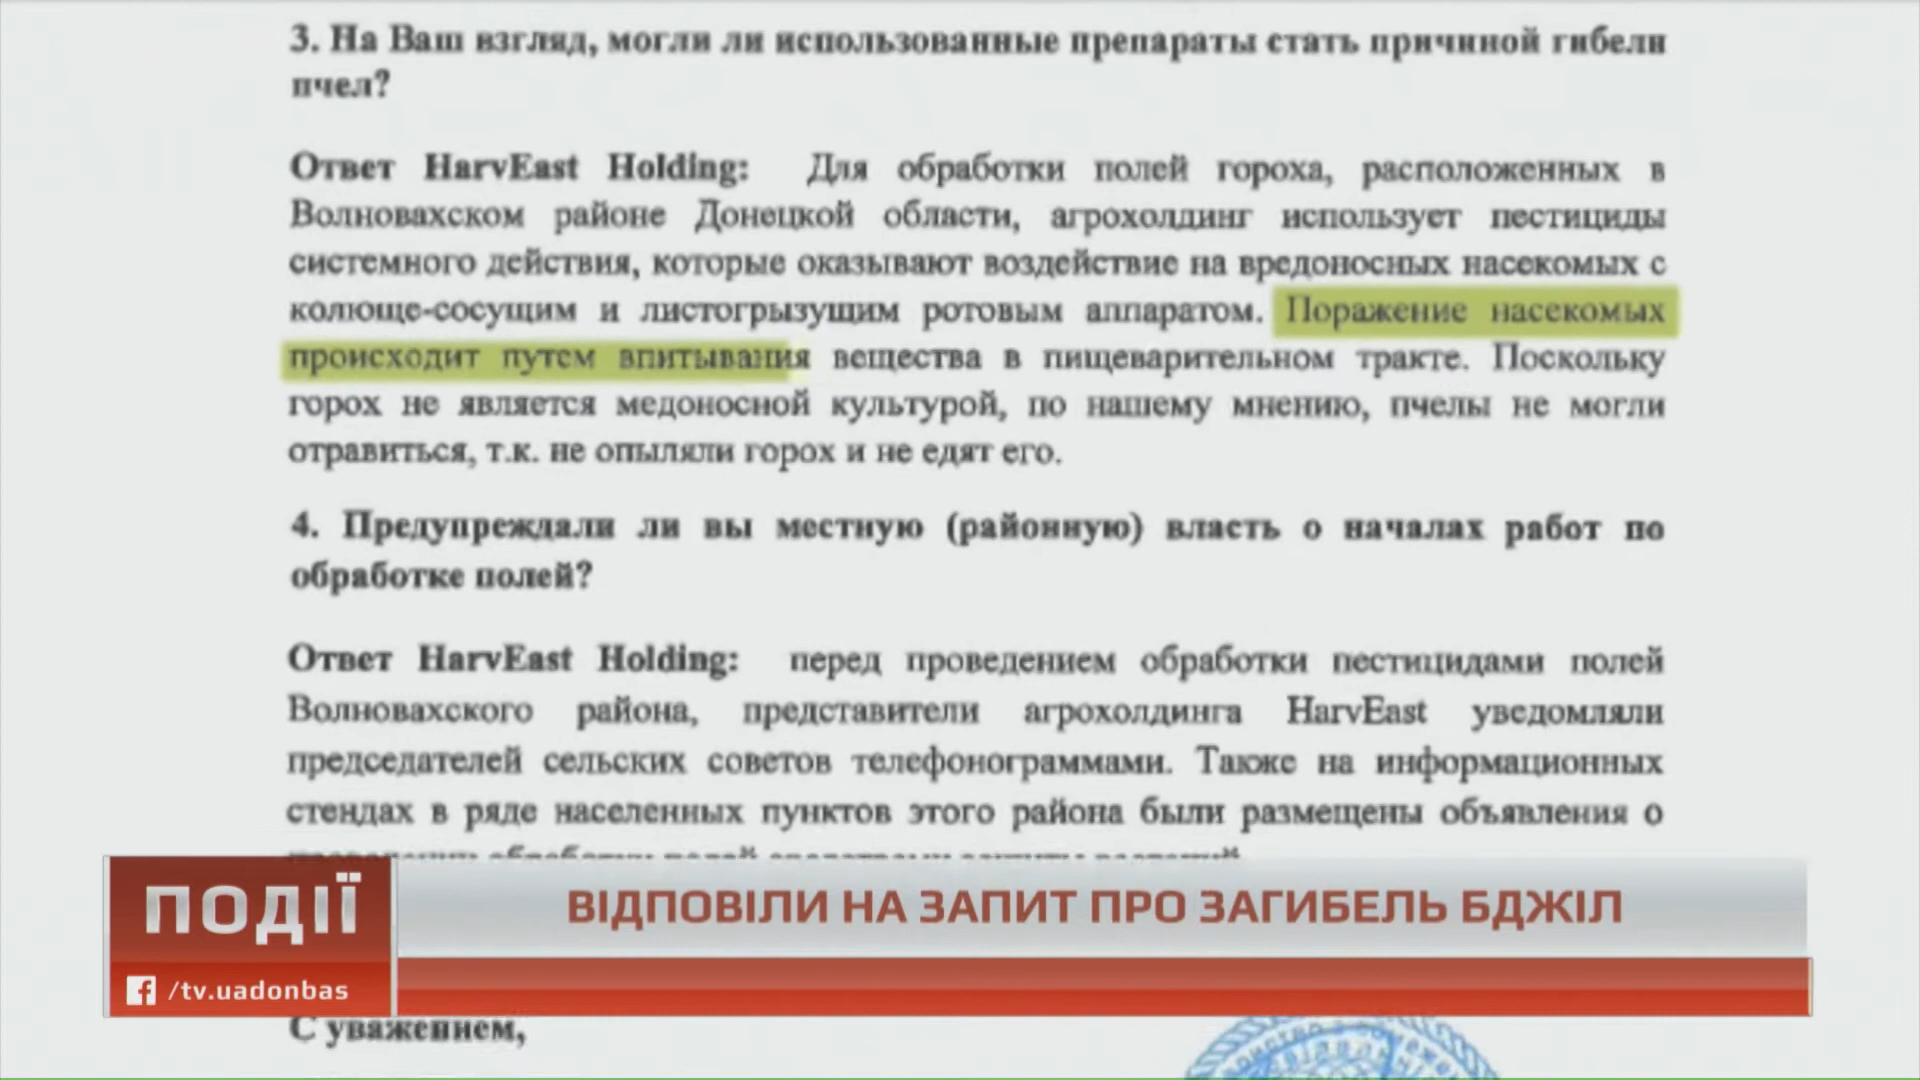 3. На Ваш взгляд, могли ли использованные препараты стать причиной гибели
пчел?
Ответ HarvEast Holding: Для обработки полей гороха, расположенных в
Волновахском районе Донецкой области, агрохолдинг использует пестициды
системного действия, которые оказывают воздействие на вредоносных насекомых с
колюще-сосущим и листогрызущим ротовым аппаратом. Поражение насекомых
происходит путем впитывания вещества в пищеварительном тракте. Поскольку
горох не является медоносной культурой, по нашему мнению, пчелы не могли
отравиться, т.к. не опыляли горох и не едят его.
4. Предупреждали ли вы местную (районную) власть о началах работ по
обработке полей?
Ответ HarvEast Holding: перед проведением обработки пестицидами полей
Волновахского района, представители агрохолдинга HarvEast уведомляли
председателей сельских советов телефонограммами. Также на информационных
стендах в ряде населенных пунктов этого района были размещены объявления о
ПОДІЇ
ВІДПОВІЛИ НА ЗАПИТ ПРО ЗАГИБЕЛЬ БДЖІЛ
/tv.uadonbas
С уважением,